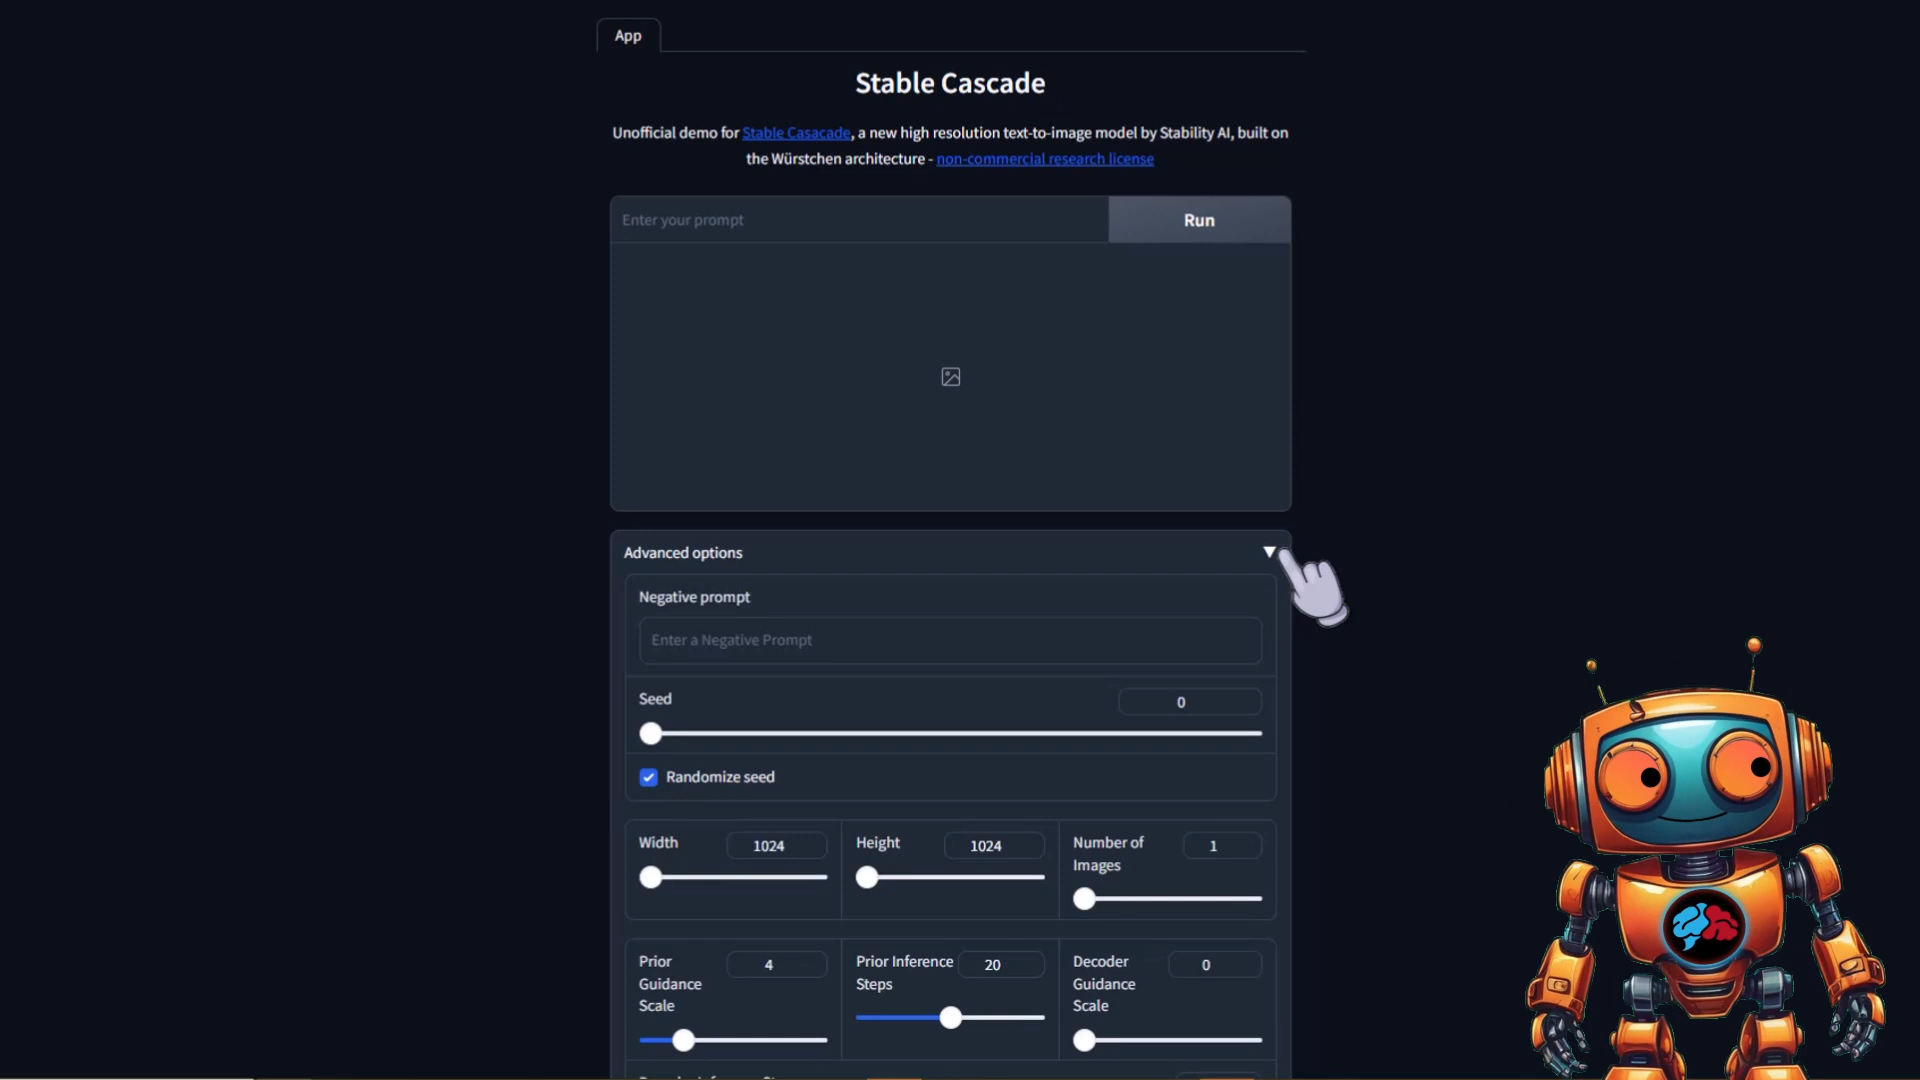 App
Stable Cascade
Unofficial demo for Stable Casacade, a new high resolution text-to-image model by Stability AI, built on
the Würstchen architecture - non-commercial research license
Enter your prompt
Run
Advanced options
Negative prompt
Enter a Negative Prompt
Seed
0
Randomize seed
Width
1024
Height
1024
Number of
Images
1
Prior
Guidance
Scale
4
Prior Inference
Steps
20
Decoder
Guidance
Scale
0